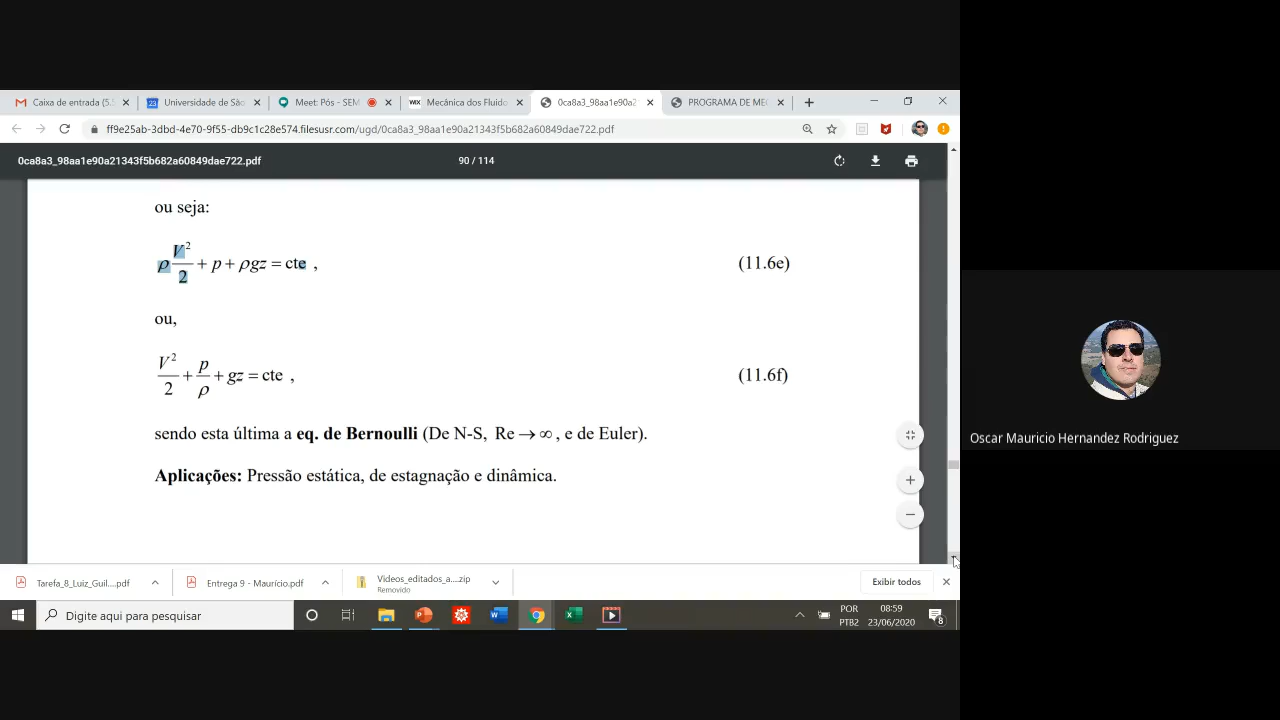 Caixa de entrada (5.5
Universidade de São
Meet: Pós - SEM
Mecânica dos Fluido
0ca8a3_98aa1e90a2
PROGRAMA DE ME
ff9e25ab-3dbd-4e70-9f55-db9c1c28e574.filesusr.com/ugd/0ca8a3_98aa1e90a21343f5b682a60849dae722.pdf
0ca8a3_98aa1e90a21343f5b682a60849dae722.pdf
90 / 114
ou seja:
ρ V²/2 + p + ρgz = cte , (11.6e)
ou,
V²/2 + p/ρ + gz = cte , (11.6f)
sendo esta última a eq. de Bernoulli (De N-S, Re → ∞ , e de Euler).
Aplicações: Pressão estática, de estagnação e dinâmica.
Oscar Mauricio Hernandez Rodriguez
Tarefa_8_Luiz_Guil....pdf
Entrega 9 - Maurício.pdf
Videos_editados_a....zip
Removido
Exibir todos
Digite aqui para pesquisar
POR
PTB2
08:59
23/06/2020
8